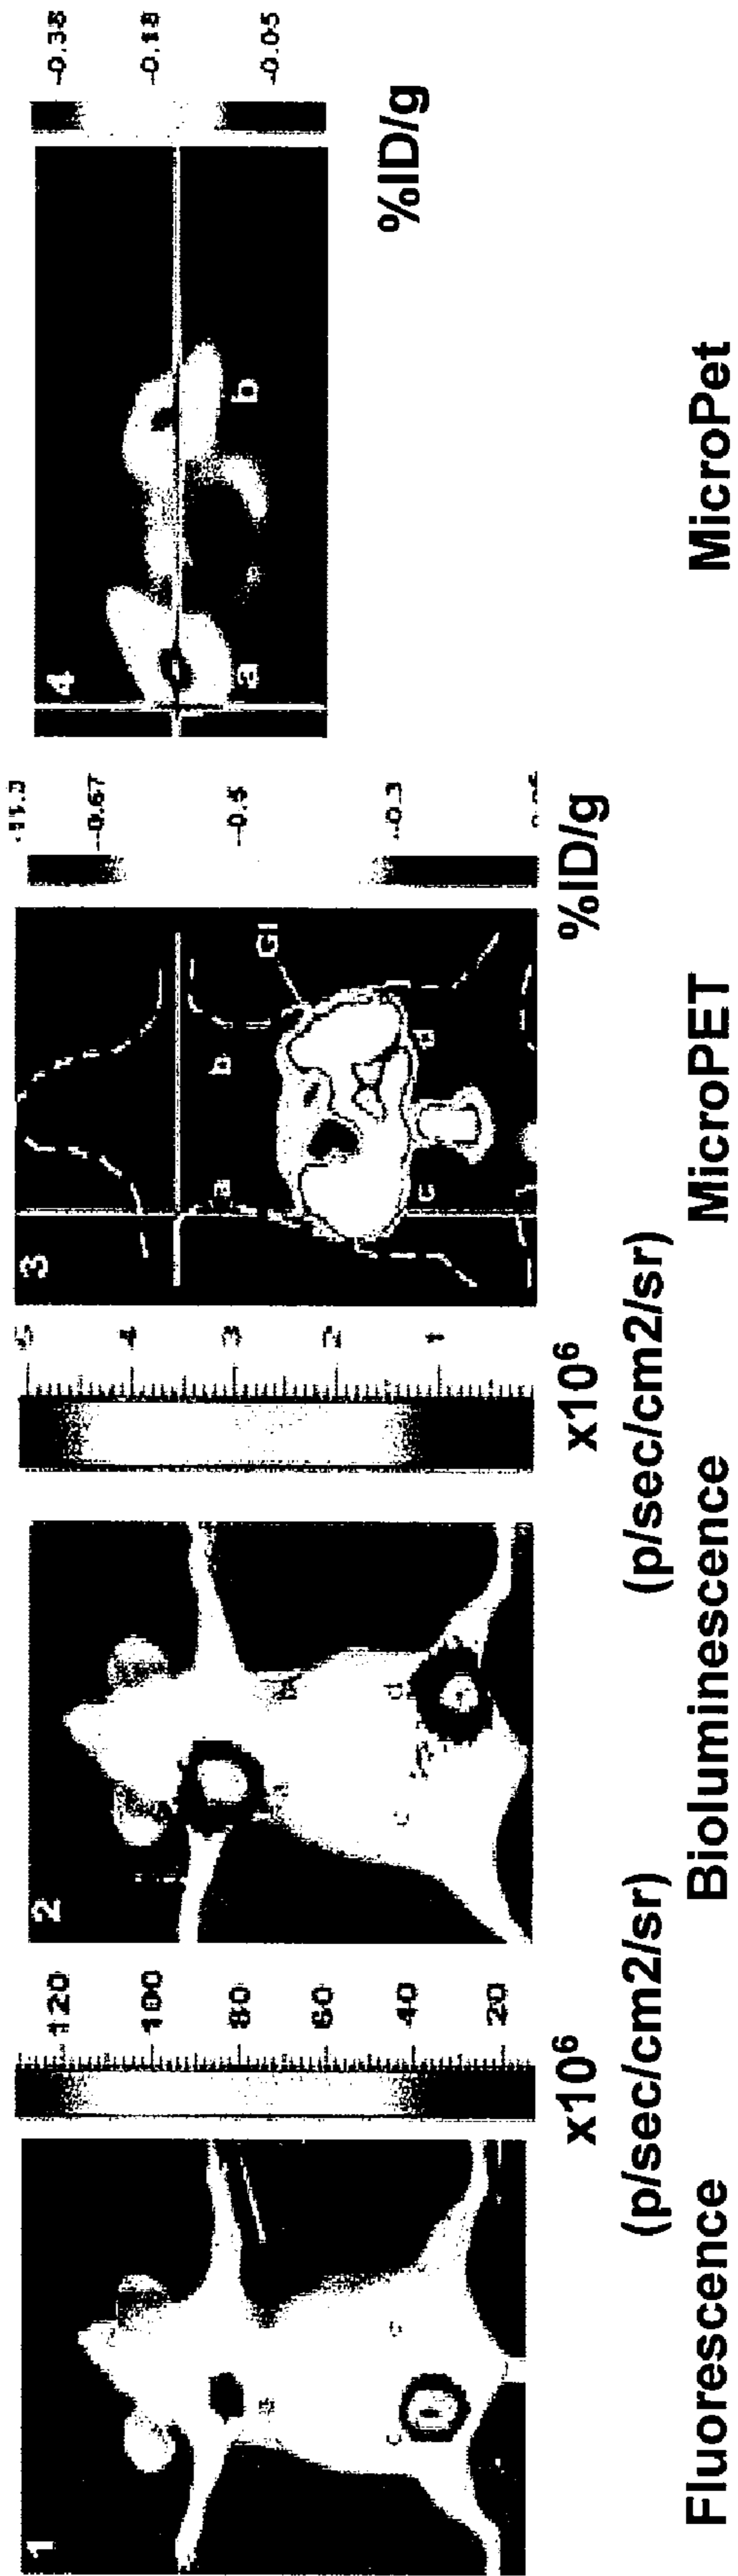 1
a
b
c
120
100
80
60
40
20
x10⁶
(p/sec/cm2/sr)
Fluorescence
2
b
c
d
5
4
3
2
1
x10⁶
(p/sec/cm2/sr)
Bioluminescence
3
a
b
c
d
GI
-0.67
-0.5
-0.3
%ID/g
MicroPET
4
a
b
-0.38
-0.18
-0.05
%ID/g
MicroPet